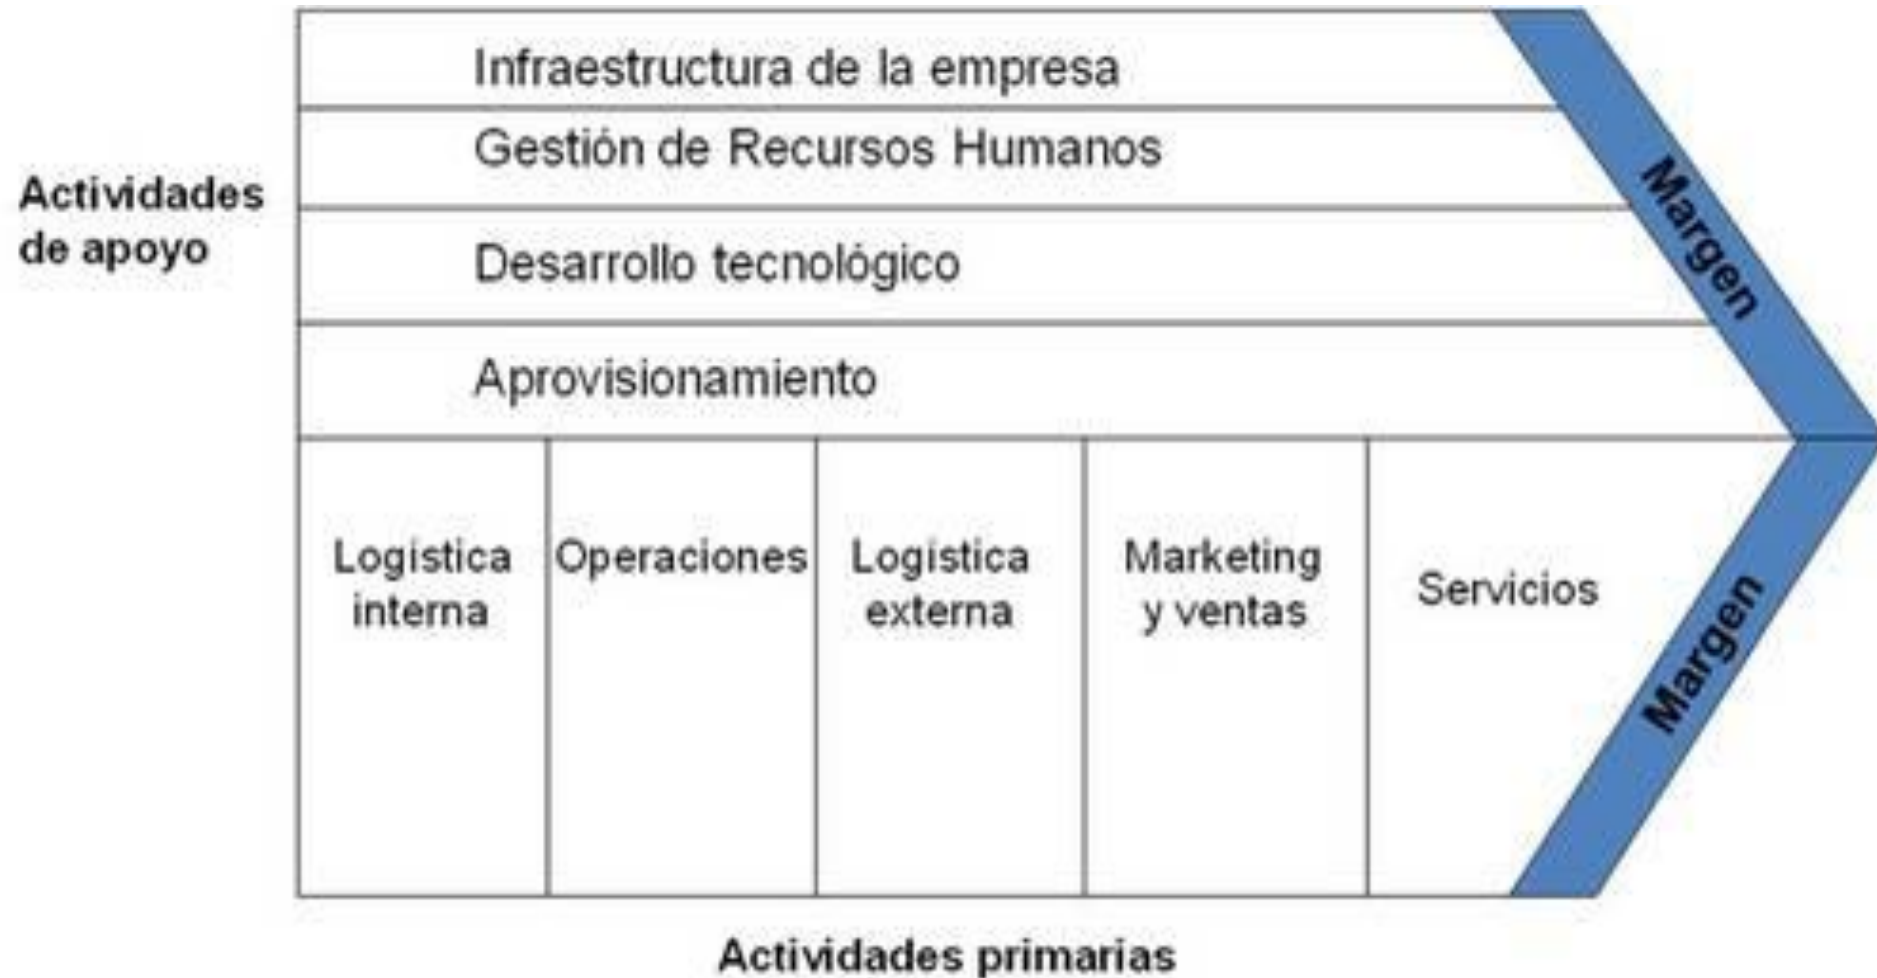 Infraestructura de la empresa
Gestión de Recursos Humanos
Actividades
de apoyo
Desarrollo tecnológico
Aprovisionamiento
Margen
Logística
interna
Operaciones
Logística
externa
Marketing
y ventas
Servicios
Margen
Actividades primarias